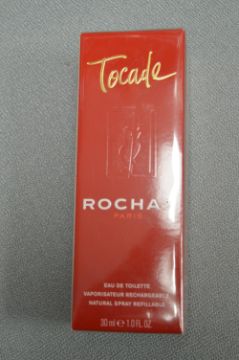 Tocade
ROCHAS
PARIS
EAU DE TOILETTE
VAPORISATEUR RECHARGEABLE
NATURAL SPRAY REFILLABLE
30 ml e 1.0 FL.OZ.